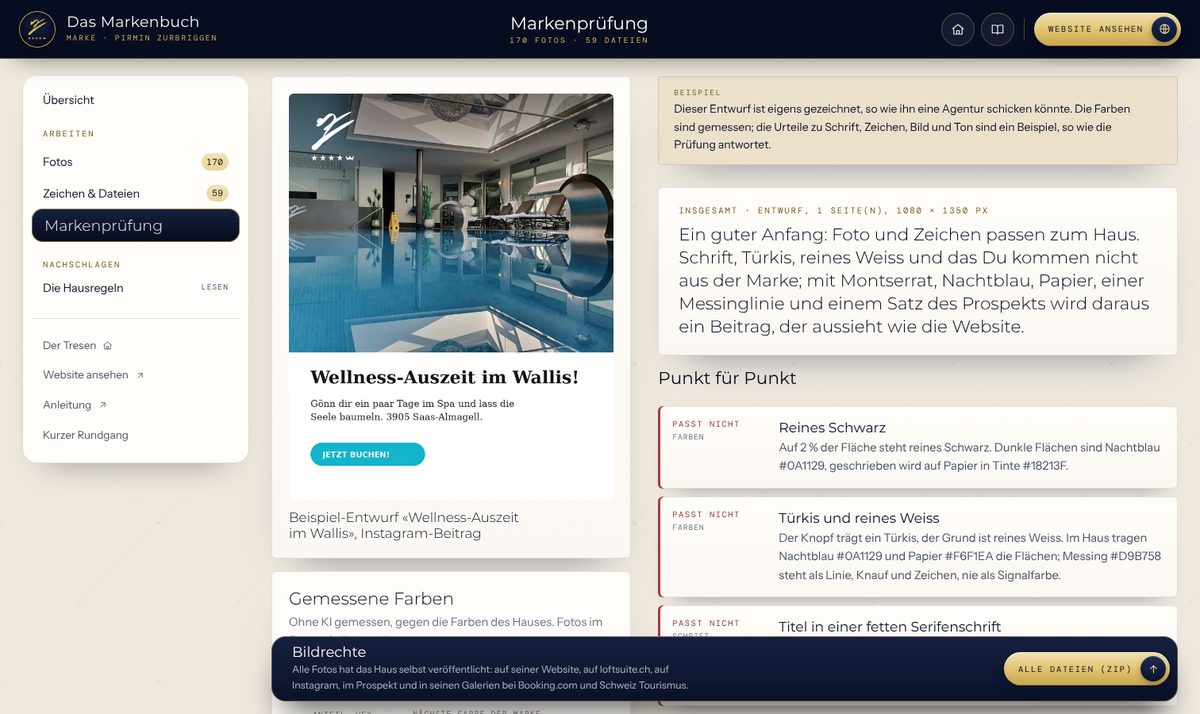 Das Markenbuch
MARKE · PIRMIN ZURBRIGGEN
Markenprüfung
170 FOTOS · 59 DATEIEN
WEBSITE ANSEHEN
Übersicht
ARBEITEN
Fotos 170
Zeichen & Dateien 59
Markenprüfung
NACHSCHLAGEN
Die Hausregeln LESEN
Der Tresen
Website ansehen
Anleitung
Kurzer Rundgang
Wellness-Auszeit im Wallis!
Gönn dir ein paar Tage im Spa und lass die
Seele baumeln. 3905 Saas-Almagell.
JETZT BUCHEN!
Beispiel-Entwurf «Wellness-Auszeit
im Wallis», Instagram-Beitrag
Gemessene Farben
Ohne KI gemessen, gegen die Farben des Hauses. Fotos im
BEISPIEL
Dieser Entwurf ist eigens gezeichnet, so wie ihn eine Agentur schicken könnte. Die Farben
sind gemessen; die Urteile zu Schrift, Zeichen, Bild und Ton sind ein Beispiel, so wie die
Prüfung antwortet.
INSGESAMT · ENTWURF, 1 SEITE(N), 1080 × 1350 PX
Ein guter Anfang: Foto und Zeichen passen zum Haus.
Schrift, Türkis, reines Weiss und das Du kommen nicht
aus der Marke; mit Montserrat, Nachtblau, Papier, einer
Messinglinie und einem Satz des Prospekts wird daraus
ein Beitrag, der aussieht wie die Website.
Punkt für Punkt
PASST NICHT
FARBEN
Reines Schwarz
Auf 2 % der Fläche steht reines Schwarz. Dunkle Flächen sind Nachtblau
#0A1129, geschrieben wird auf Papier in Tinte #18213F.
PASST NICHT
FARBEN
Türkis und reines Weiss
Der Knopf trägt ein Türkis, der Grund ist reines Weiss. Im Haus tragen
Nachtblau #0A1129 und Papier #F6F1EA die Flächen; Messing #D9B758
steht als Linie, Knauf und Zeichen, nie als Signalfarbe.
PASST NICHT
SCHRIFT
Titel in einer fetten Serifenschrift
Bildrechte
Alle Fotos hat das Haus selbst veröffentlicht: auf seiner Website, auf loftsuite.ch, auf
Instagram, im Prospekt und in seinen Galerien bei Booking.com und Schweiz Tourismus.
ALLE DATEIEN (ZIP)
ANTEIL HEX NÄCHSTE FARBE DER MARKE